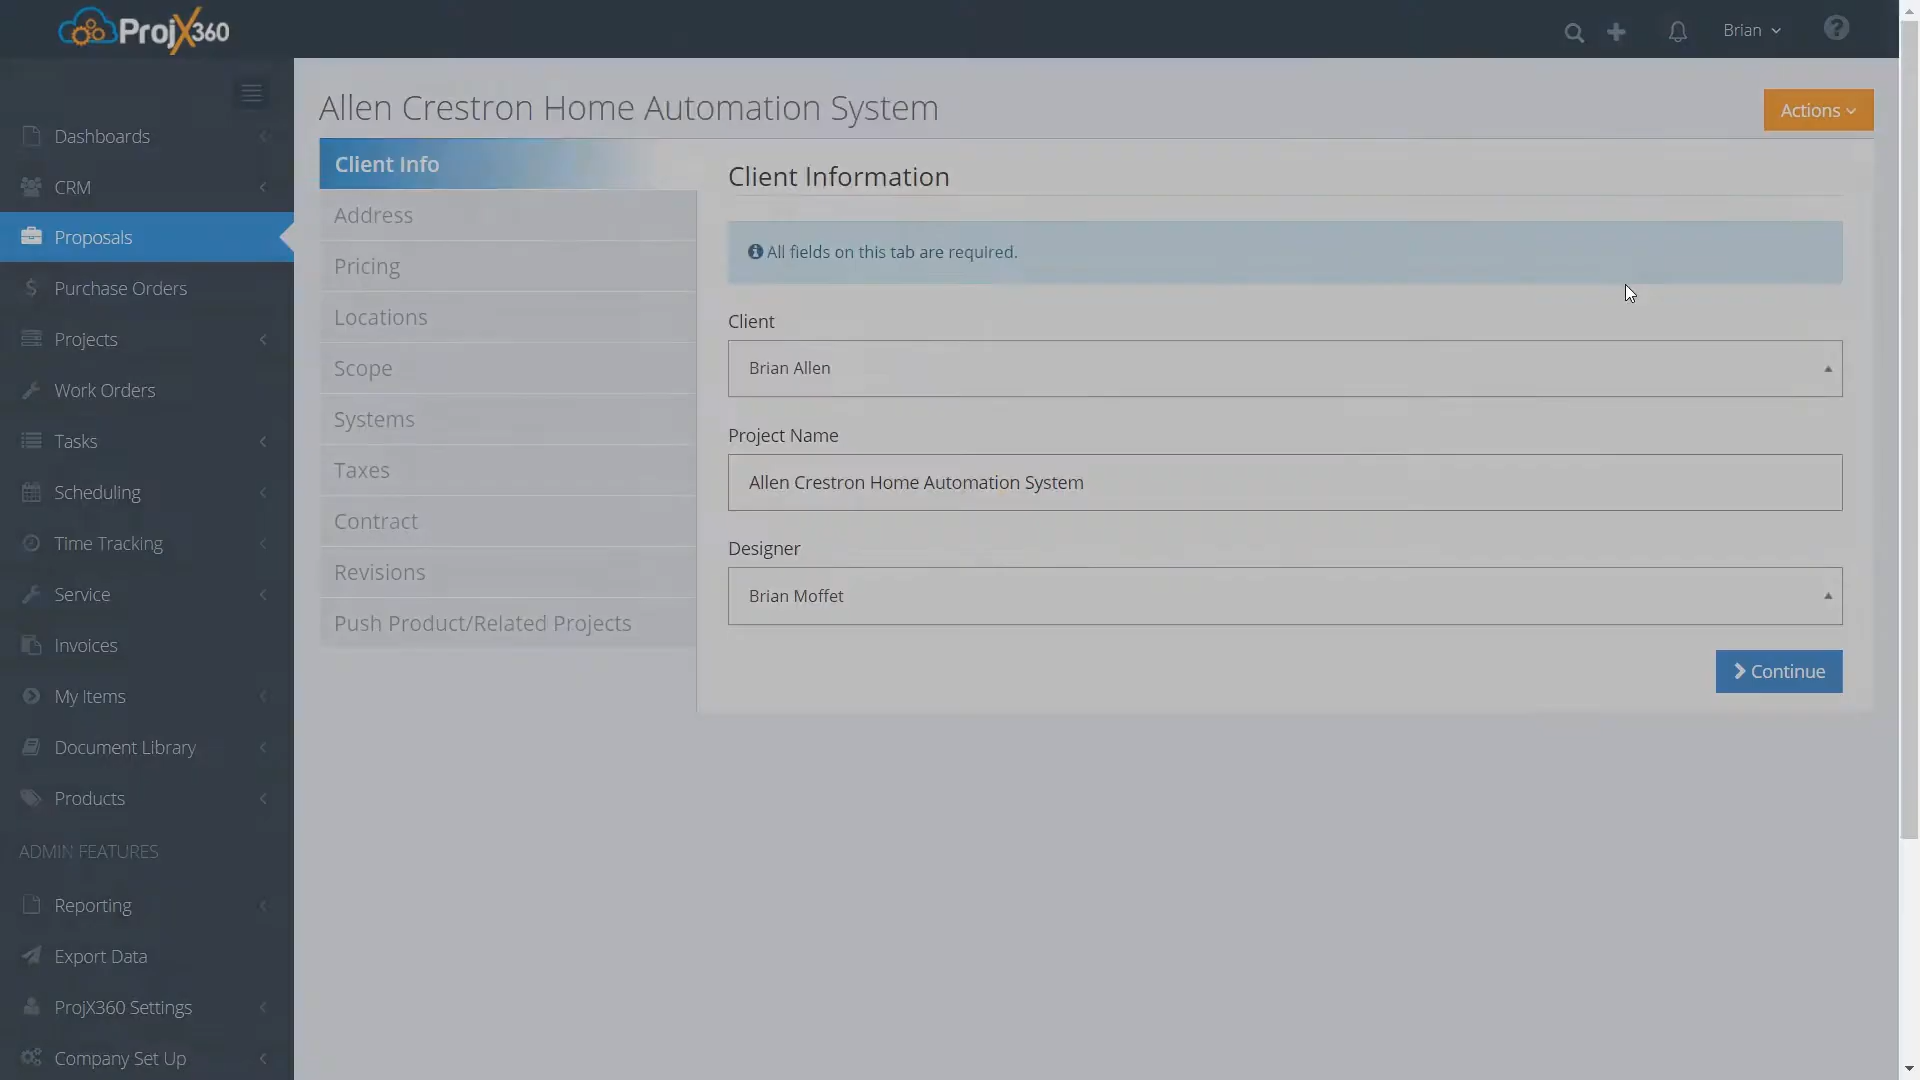 ProjX360
Brian
Dashboards
CRM
Proposals
Purchase Orders
Projects
Work Orders
Tasks
Scheduling
Time Tracking
Service
Invoices
My Items
Document Library
Products
ADMIN FEATURES
Reporting
Export Data
ProjX360 Settings
Company Set Up
Allen Crestron Home Automation System
Actions
Client Info
Address
Pricing
Locations
Scope
Systems
Taxes
Contract
Revisions
Push Product/Related Projects
Client Information
All fields on this tab are required.
Client
Brian Allen
Project Name
Allen Crestron Home Automation System
Designer
Brian Moffet
Continue